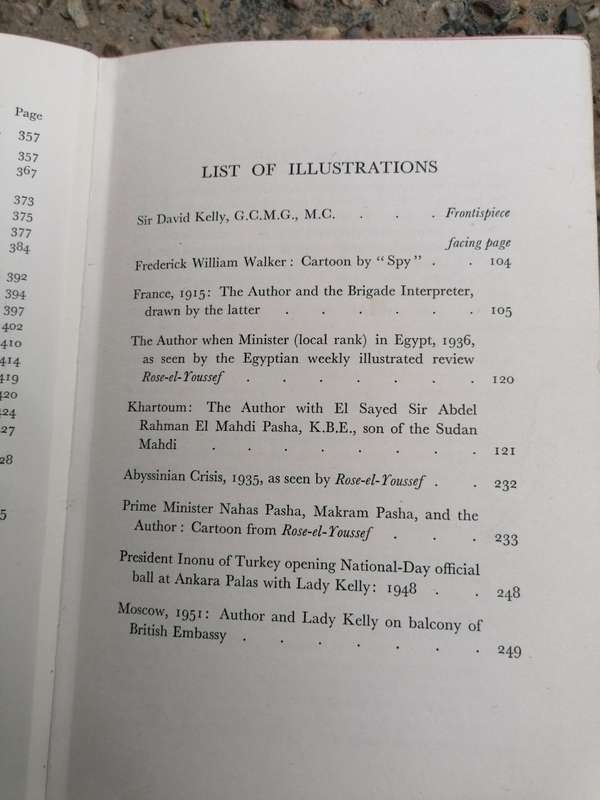 Page
357
357
367
373
375
377
384
392
394
397
402
410
414
419
420
424
27
28
5
LIST OF ILLUSTRATIONS
Sir David Kelly, G.C.M.G., M.C. . . . Frontispiece
facing page
Frederick William Walker: Cartoon by "Spy" . . 104
France, 1915: The Author and the Brigade Interpreter,
drawn by the latter . . . . . 105
The Author when Minister (local rank) in Egypt, 1936,
as seen by the Egyptian weekly illustrated review
Rose-el-Youssef . . . . . . 120
Khartoum: The Author with El Sayed Sir Abdel
Rahman El Mahdi Pasha, K.B.E., son of the Sudan
Mahdi . . . . . . . 121
Abyssinian Crisis, 1935, as seen by Rose-el-Youssef . . 232
Prime Minister Nahas Pasha, Makram Pasha, and the
Author: Cartoon from Rose-el-Youssef . . . 233
President Inonu of Turkey opening National-Day official
ball at Ankara Palas with Lady Kelly: 1948 . . 248
Moscow, 1951: Author and Lady Kelly on balcony of
British Embassy . . . . . . . 249